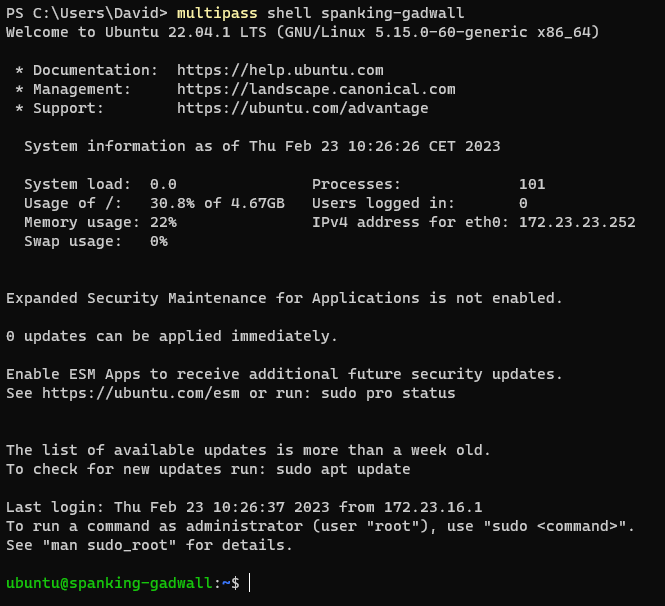 PS C:\Users\David> multipass shell spanking-gadwall
Welcome to Ubuntu 22.04.1 LTS (GNU/Linux 5.15.0-60-generic x86_64)
* Documentation:  https://help.ubuntu.com
* Management:     https://landscape.canonical.com
* Support:        https://ubuntu.com/advantage
System information as of Thu Feb 23 10:26:26 CET 2023
System load:  0.0                Processes:             101
Usage of /:   30.8% of 4.67GB   Users logged in:       0
Memory usage: 22%                IPv4 address for eth0: 172.23.23.252
Swap usage:   0%
Expanded Security Maintenance for Applications is not enabled.
0 updates can be applied immediately.
Enable ESM Apps to receive additional future security updates.
See https://ubuntu.com/esm or run: sudo pro status
The list of available updates is more than a week old.
To check for new updates run: sudo apt update
Last login: Thu Feb 23 10:26:37 2023 from 172.23.16.1
To run a command as administrator (user "root"), use "sudo <command>".
See "man sudo_root" for details.
ubuntu@spanking-gadwall:~$